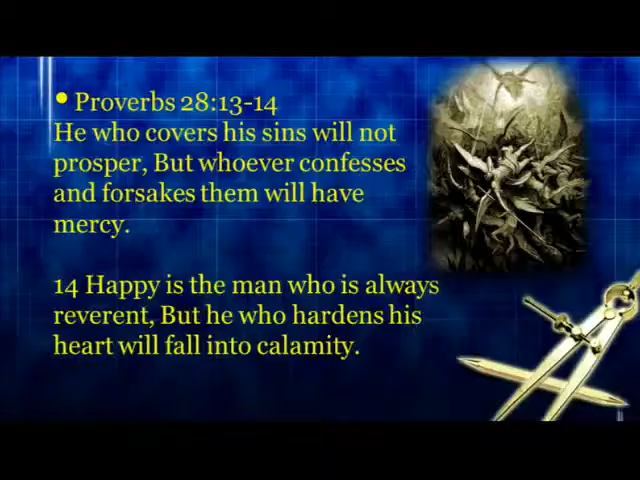 • Proverbs 28:13-14
He who covers his sins will not
prosper, But whoever confesses
and forsakes them will have
mercy.
14 Happy is the man who is always
reverent, But he who hardens his
heart will fall into calamity.